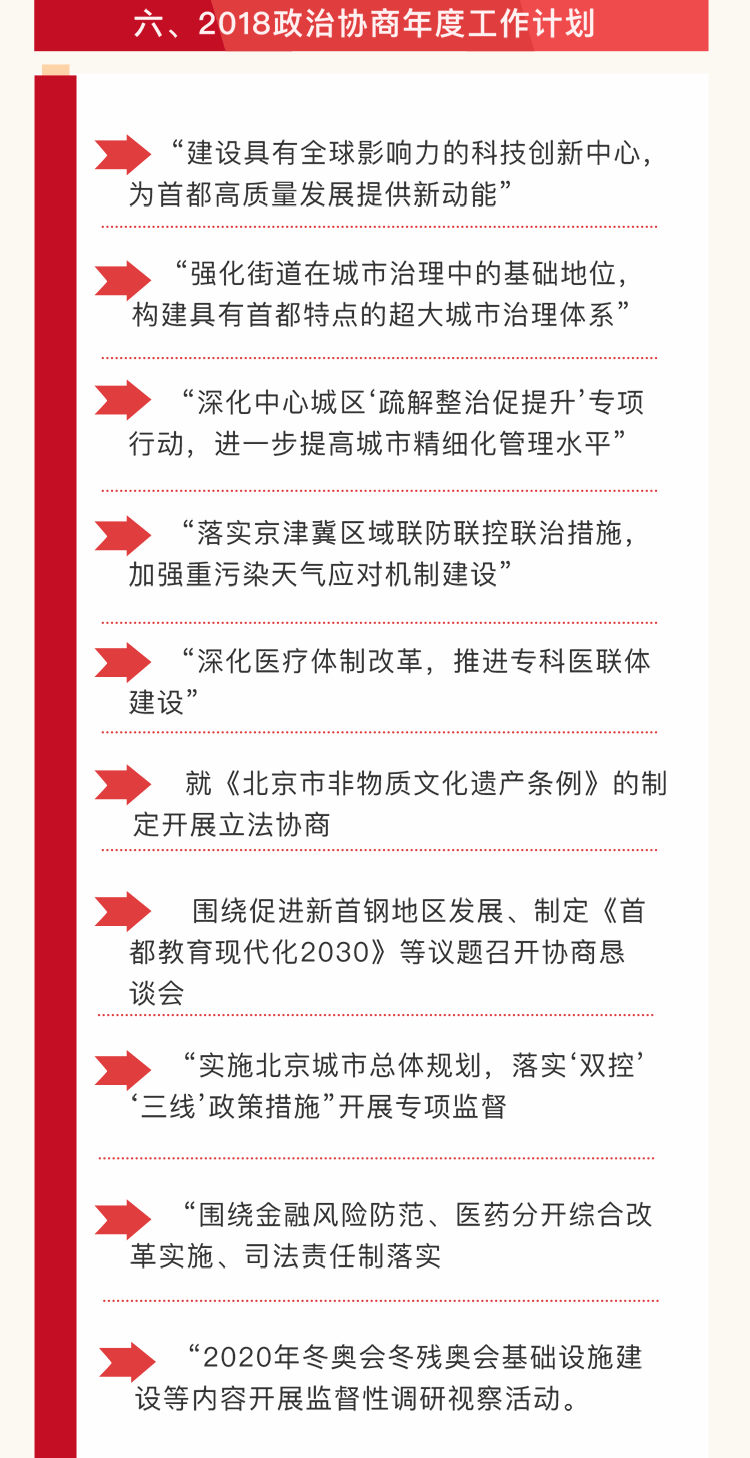 六、2018政治协商年度工作计划
“建设具有全球影响力的科技创新中心，
为首都高质量发展提供新动能”
“强化街道在城市治理中的基础地位，
构建具有首都特点的超大城市治理体系”
“深化中心城区‘疏解整治促提升’专项
行动，进一步提高城市精细化管理水平”
“落实京津冀区域联防联控联治措施，
加强重污染天气应对机制建设”
“深化医疗体制改革，推进专科医联体
建设”
就《北京市非物质文化遗产条例》的制
定开展立法协商
围绕促进新首钢地区发展、制定《首
都教育现代化2030》等议题召开协商恳
谈会
“实施北京城市总体规划，落实‘双控’
‘三线’政策措施”开展专项监督
“围绕金融风险防范、医药分开综合改
革实施、司法责任制落实
“2020年冬奥会冬残奥会基础设施建
设等内容开展监督性调研视察活动。